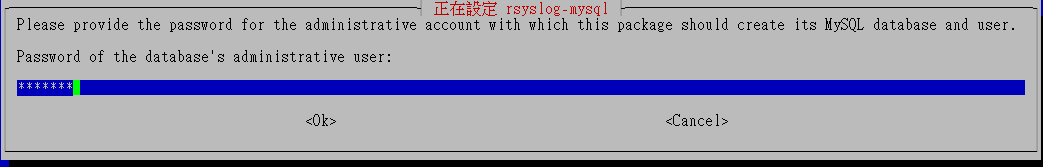 正在設定 rsyslog-mysql
Please provide the password for the administrative account with which this package should create its MySQL database and user.
Password of the database's administrative user:
*******
<Ok> <Cancel>